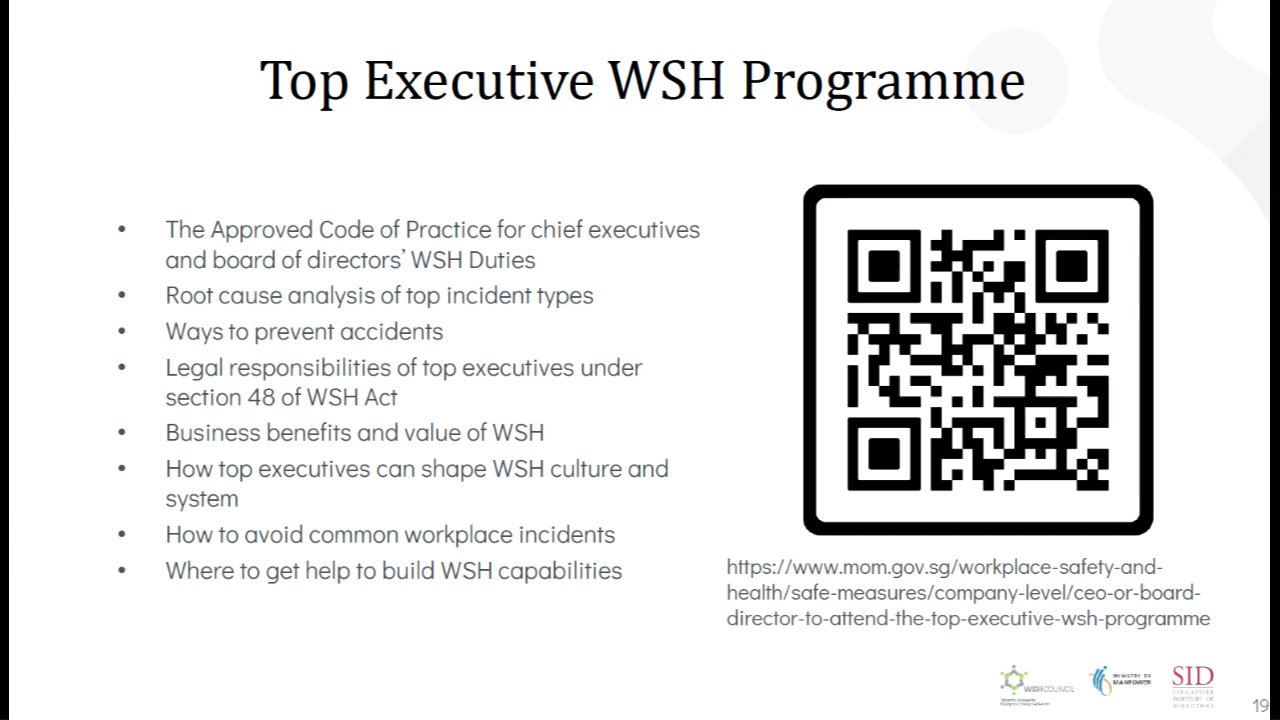 Top Executive WSH Programme
• The Approved Code of Practice for chief executives
and board of directors’ WSH Duties
• Root cause analysis of top incident types
• Ways to prevent accidents
• Legal responsibilities of top executives under
section 48 of WSH Act
• Business benefits and value of WSH
• How top executives can shape WSH culture and
system
• How to avoid common workplace incidents
• Where to get help to build WSH capabilities
https://www.mom.gov.sg/workplace-safety-and-
health/safe-measures/company-level/ceo-or-board-
director-to-attend-the-top-executive-wsh-programme
WSHCOUNCIL
MINISTRY OF
MANPOWER
SID
SINGAPORE
INSTITUTE OF
DIRECTORS
19